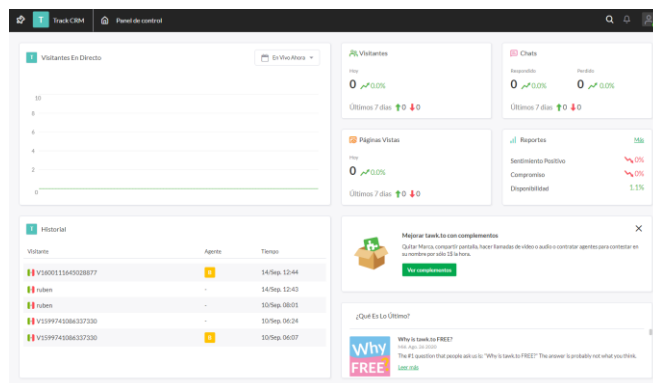 T Track CRM Panel de control
T Visitantes En Directo
En Vivo Ahora
10
8
6
4
2
0
Visitantes
Hoy
0 0.0%
Últimos 7 días 0 0
Chats
Respondido Perdido
0 0.0% 0 0.0%
Últimos 7 días 0 0
Páginas Vistas
Hoy
0 0.0%
Últimos 7 días 0 0
Reportes Más
Sentimiento Positivo 0%
Compromiso 0%
Disponibilidad 1.1%
T Historial
Visitante Agente Tiempo
V1600111645028877 R 14/Sep. 12:44
ruben - 14/Sep. 12:43
ruben - 10/Sep. 08:01
V1599741086337330 - 10/Sep. 06:24
V1599741086337330 R 10/Sep. 06:07
Mejorar tawk.to con complementos
Quitar Marca, compartir pantalla, hacer llamadas de vídeo o audio o contratar agentes para contestar en
su nombre por sólo 1$ la hora.
Ver complementos
¿Qué Es Lo Último?
Why FREE?
Why is tawk.to FREE?
Mié. Ago. 26 2020
The #1 question that people ask us is: "Why is tawk.to FREE?" The answer is probably not what you think.
Leer más